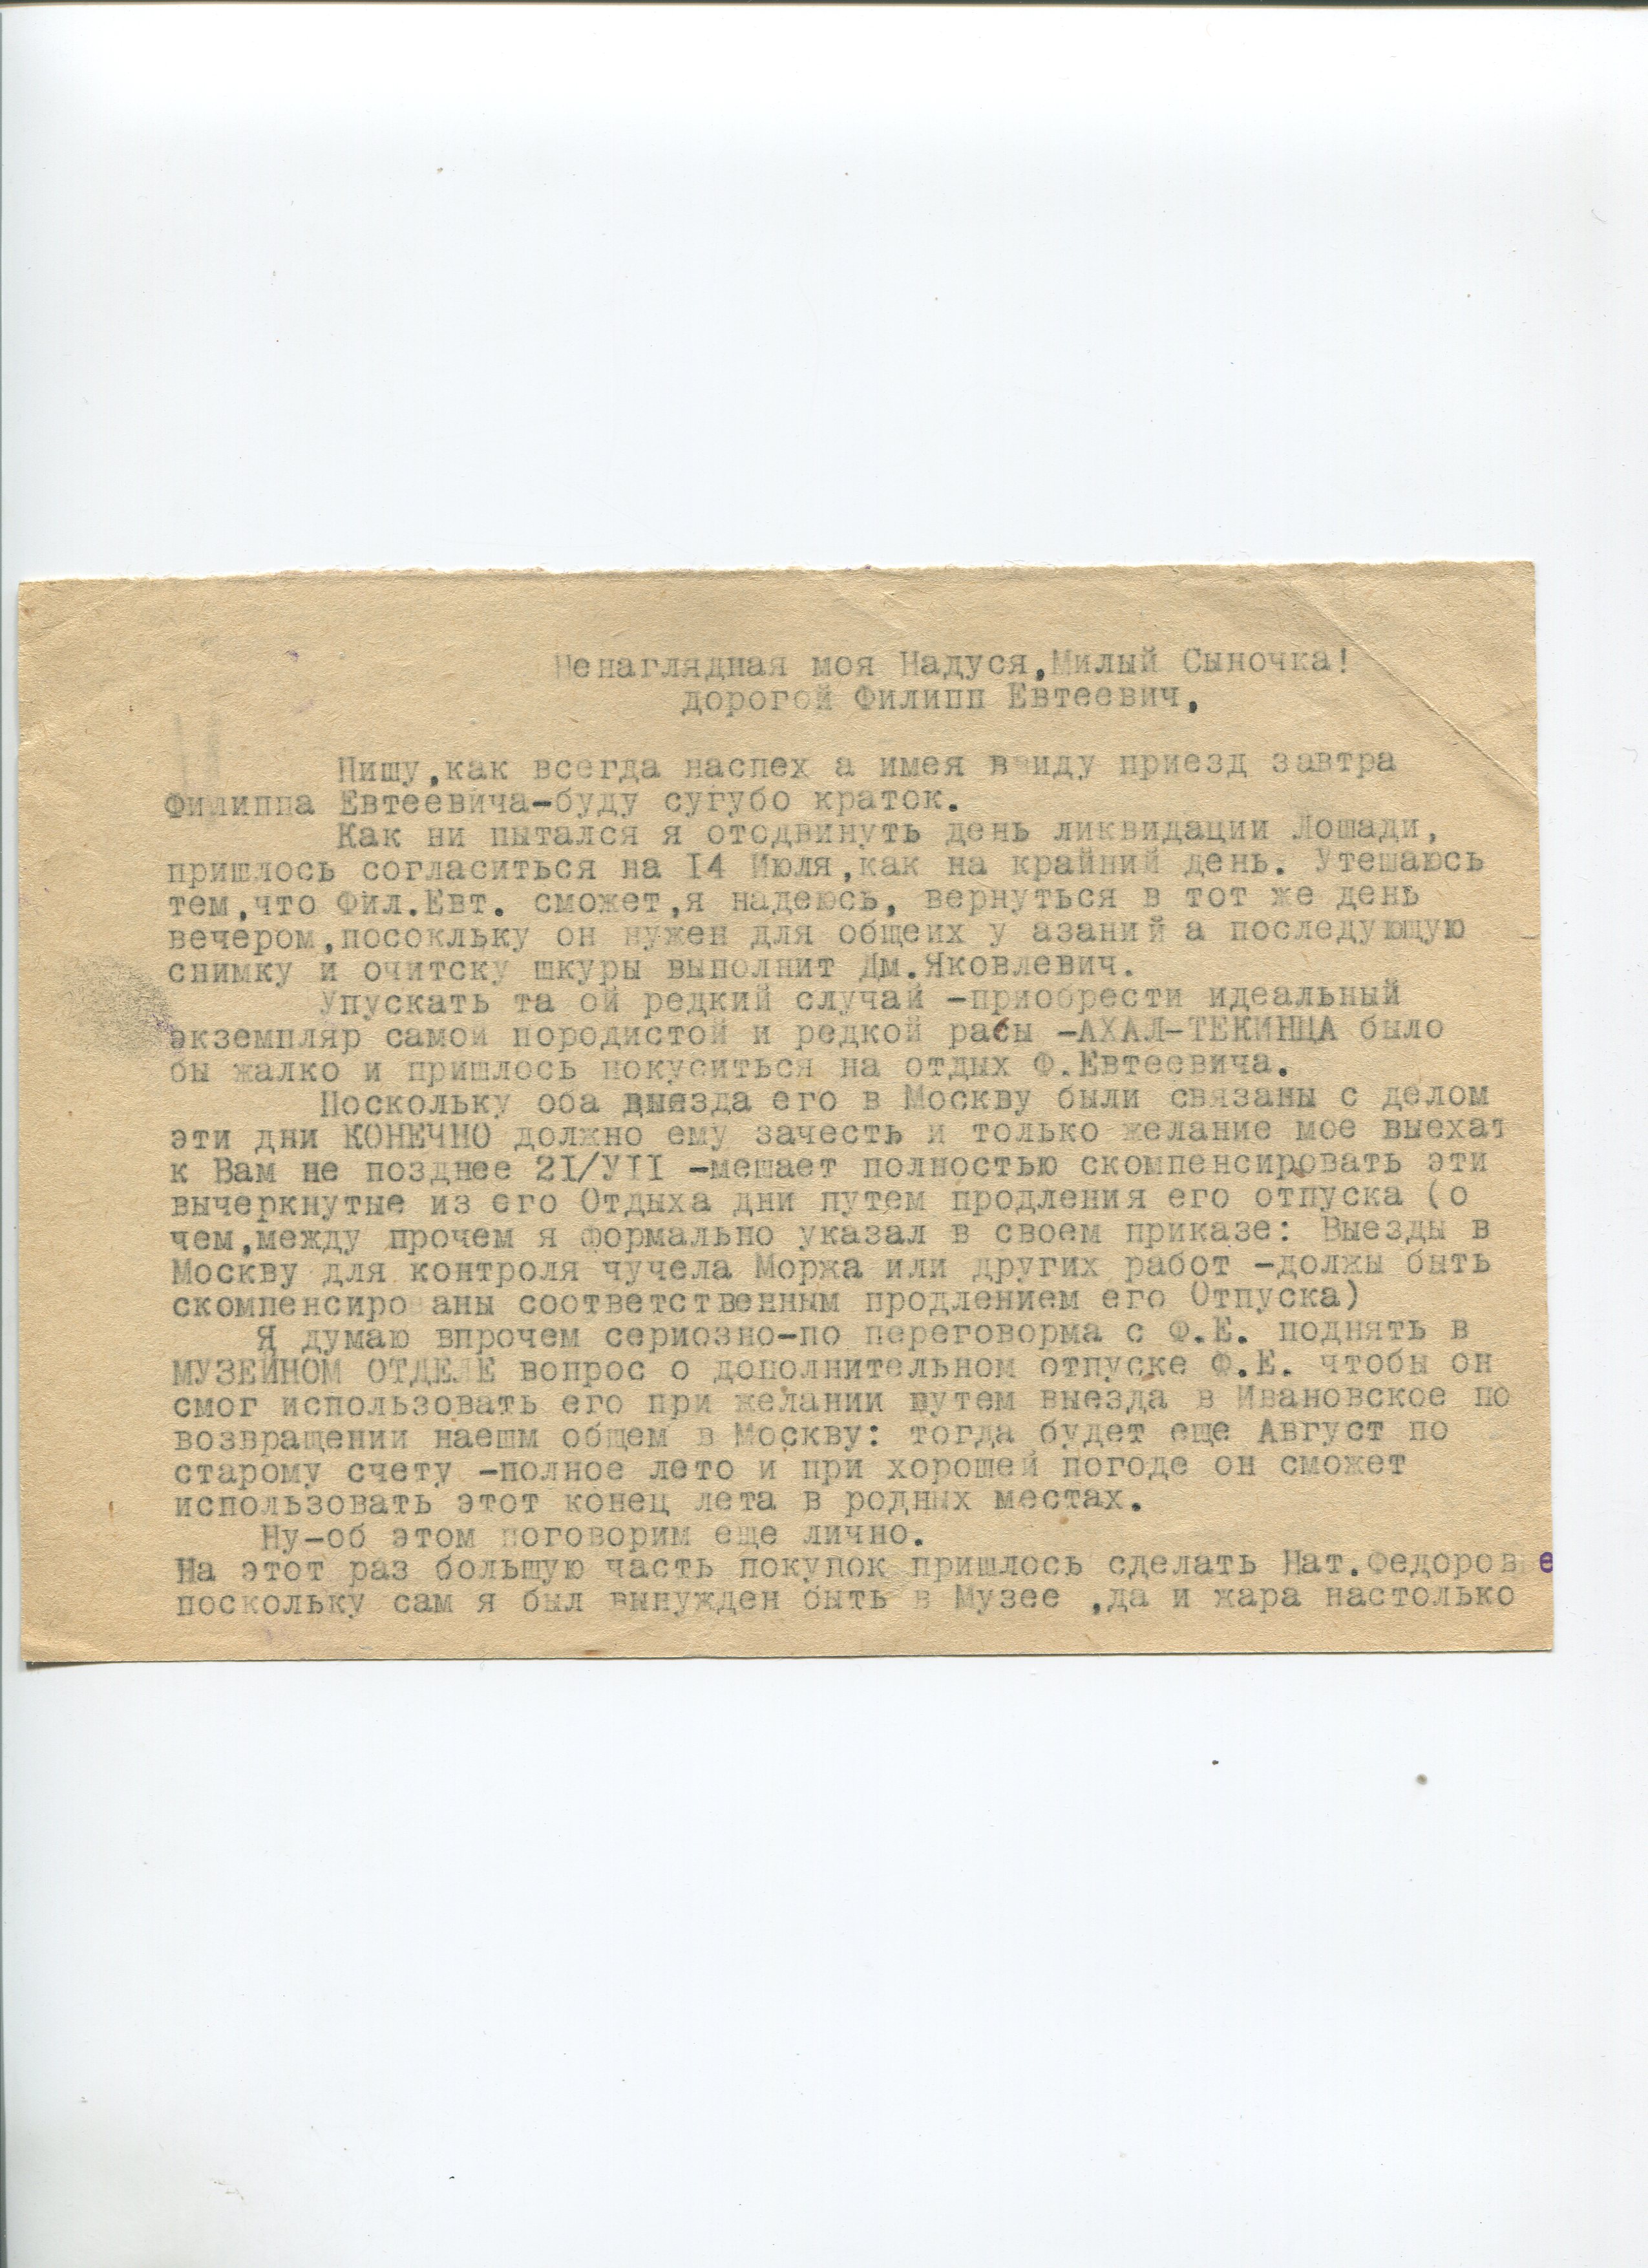 Ненаглядная моя Надуся,Милый Сыночка!
дорогой Филипп Евтеевич,
Пишу,как всегда наспех а имея ввиду приезд завтра
Филиппа Евтеевича-буду сугубо краток.
Как ни пытался я отодвинуть день ликвидации Лошади,
пришлось согласиться на 14 Июля,как на крайний день. Утешаюсь
тем,что Фил.Евт. сможет,я надеюсь, вернуться в тот же день
вечером,посокльку он нужен для общеих у азаний а последующую
снимку и очитску шкуры выполнит Дм.Яковлевич.
Упускать та ой редкий случай -приобрести идеальный
экземпляр самой породистой и редкой расы -АХАЛ-ТЕКИНЦА было
бы жалко и пришлось покуситься на отдых Ф.Евтеевича.
Поскольку оба выезда его в Москву были связаны с делом
эти дни КОНЕЧНО должно ему зачесть и только желание мое выехат
к Вам не позднее 21/УII -мешает полностью скомпенсировать эти
вычеркнутые из его Отдыха дни путем продления его отпуска (о
чем,между прочем я формально указал в своем приказе: Выезды в
Москву для контроля чучела Моржа или других работ -должы быть
скомпенсированы соответственным продлением его Отпуска)
Я думаю впрочем сериозно-по переговорма с Ф.Е. поднять в
МУЗЕЙНОМ ОТДЕЛЕ вопрос о дополнительном отпуске Ф.Е. чтобы он
смог использовать его при желании путем выезда в Ивановское по
возвращении наешм общем в Москву: тогда будет еще Август по
старому счету -полное лето и при хорошей погоде он сможет
использовать этот конец лета в родных местах.
Ну-об этом поговорим еще лично.
На этот раз большую часть покупок пришлось сделать Нат.Федоровне
поскольку сам я был вынужден быть в Музее ,да и жара настолько